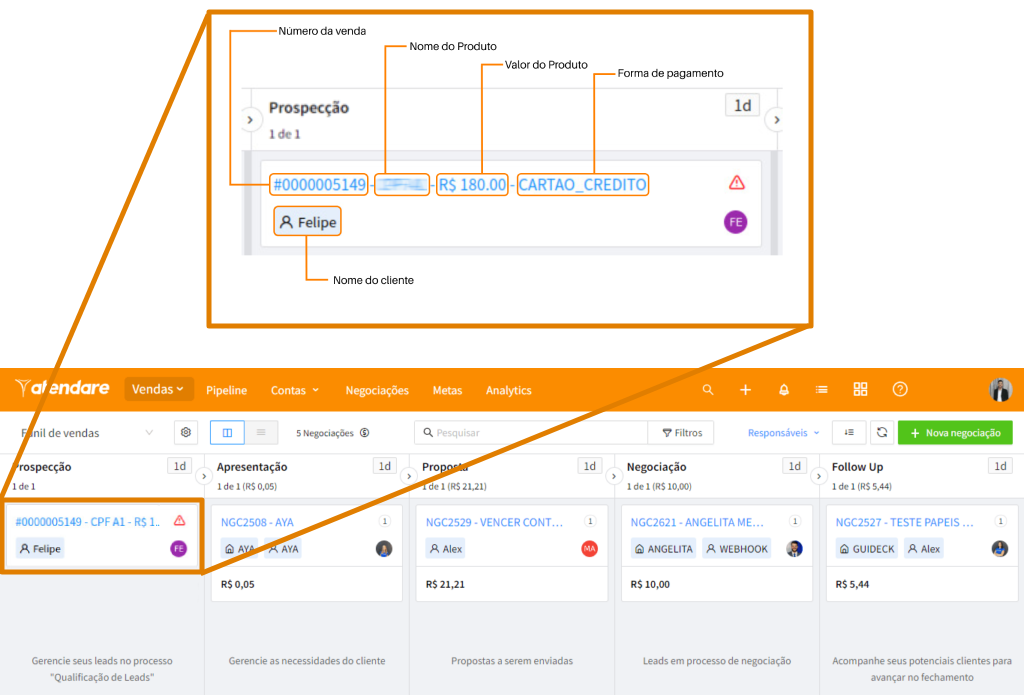 Número da venda
Nome do Produto
Valor do Produto
Forma de pagamento
Prospecção
1d
1 de 1
#0000005149 - - R$ 180.00 - CARTAO_CREDITO
Felipe
FE
Nome do cliente
atendare
Vendas
Pipeline
Contas
Negociações
Metas
Analytics
Funil de vendas
5 Negociações
Pesquisar
Filtros
Responsáveis
+ Nova negociação
Prospecção
1d
1 de 1
#0000005149 - CPF A1 - R$ 1..
Felipe
FE
Gerencie seus leads no processo
"Qualificação de Leads"
Apresentação
1d
1 de 1 (R$ 0,05)
NGC2508 - AYA
1
AYA
AYA
R$ 0,05
Gerencie as necessidades do cliente
Proposta
1d
1 de 1 (R$ 21,21)
NGC2529 - VENCER CONT...
1
Alex
MA
R$ 21,21
Propostas a serem enviadas
Negociação
1d
1 de 1 (R$ 10,00)
NGC2621 - ANGELITA ME...
1
ANGELITA
WEBHOOK
R$ 10,00
Leads em processo de negociação
Follow Up
1d
1 de 1 (R$ 5,44)
NGC2527 - TESTE PAPEIS ...
1
GUIDECK
Alex
R$ 5,44
Acompanhe seus potenciais clientes para
avançar no fechamento